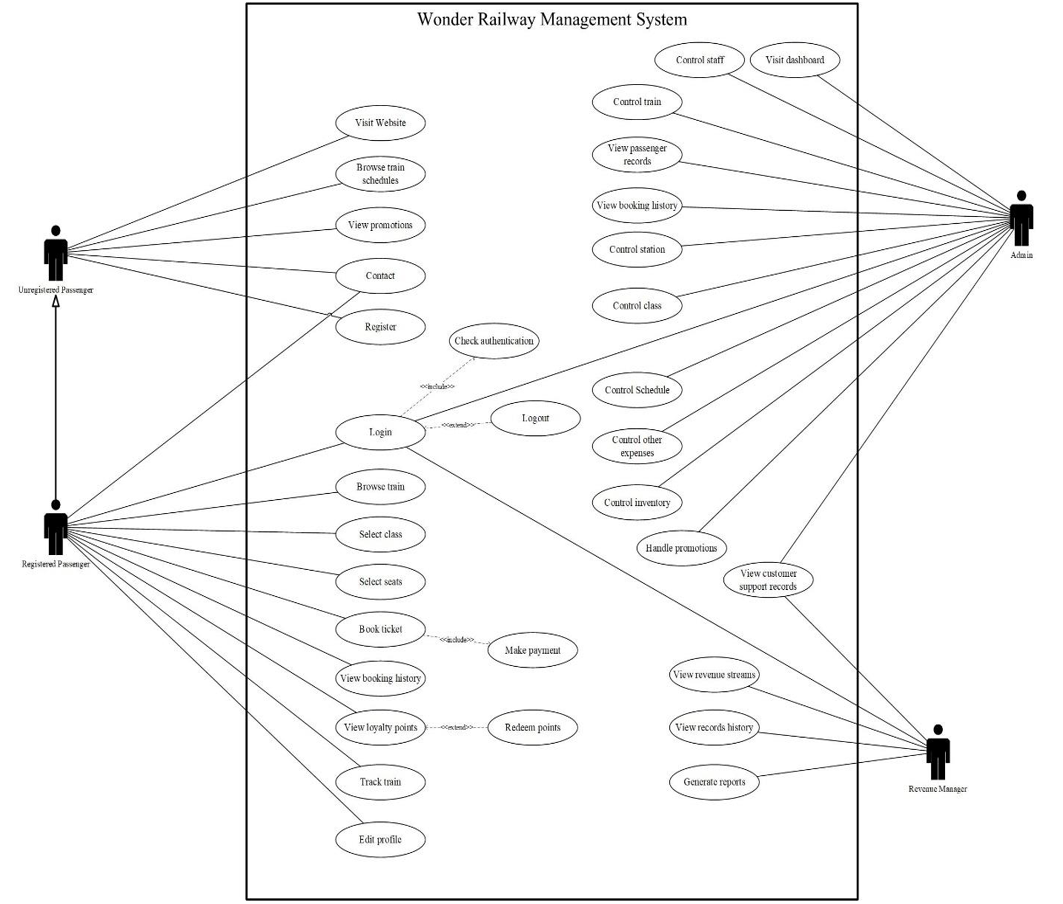 Wonder Railway Management System
Control staff
Visit dashboard
Control train
Visit Website
View passenger
records
Browse train
schedules
View booking history
View promotions
Control station
Unregistered Passenger
Admin
Contact
Control class
Register
Check authentication
<<include>>
Control Schedule
Login
<<extend>>
Logout
Control other
expenses
Browse train
Control inventory
Select class
Handle promotions
Registered Passenger
Select seats
View customer
support records
Book ticket
<<include>>
Make payment
View booking history
View revenue streams
View loyalty points
<<extend>>
Redeem points
View records history
Track train
Generate reports
Revenue Manager
Edit profile